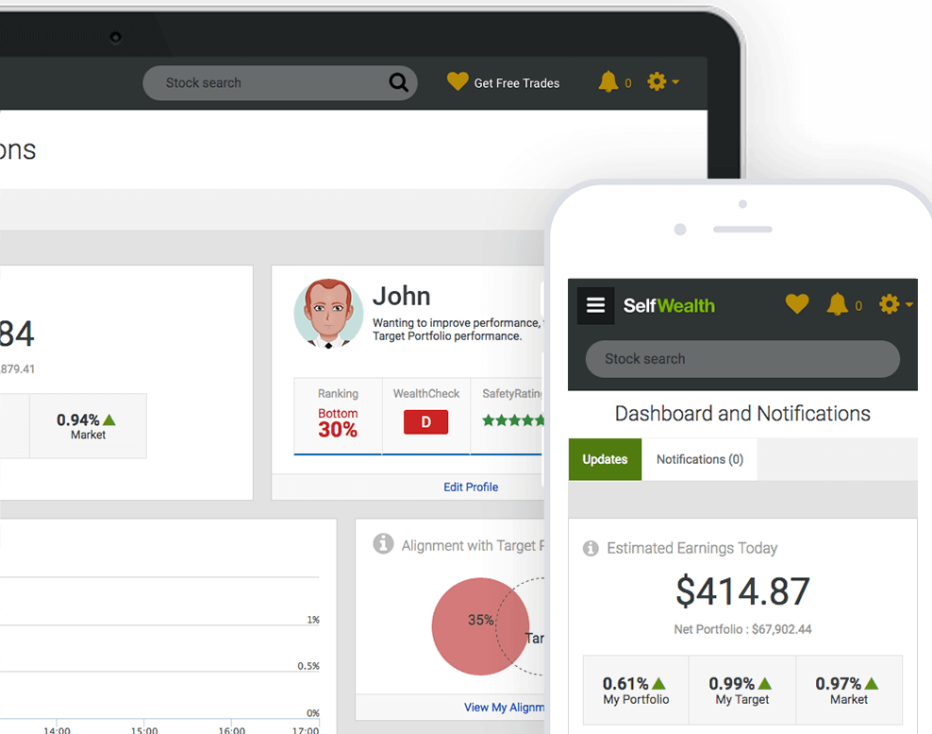 Stock search
Get Free Trades
0
ons
84
879.41
0.94%
Market
John
Wanting to improve performance,
Target Portfolio performance.
Ranking
WealthCheck
SafetyRating
Bottom
30%
D
Edit Profile
Alignment with Target P
35%
Tar
View My Alignm
1%
0.5%
0%
14:00
15:00
16:00
17:00
SelfWealth
0
Stock search
Dashboard and Notifications
Updates
Notifications (0)
Estimated Earnings Today
$414.87
Net Portfolio : $67,902.44
0.61%
My Portfolio
0.99%
My Target
0.97%
Market